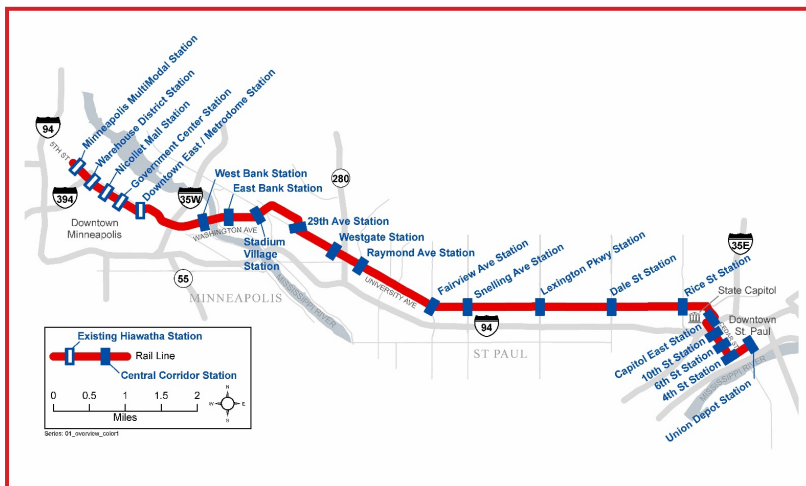 Minneapolis MultiModal Station
Warehouse District Station
Nicollet Mall Station
Government Center Station
Downtown East / Metrodome Station
94
5TH ST
394
35W
Downtown
Minneapolis
West Bank Station
East Bank Station
WASHINGTON AVE
Stadium
Village
Station
280
29th Ave Station
Westgate Station
Raymond Ave Station
55
MINNEAPOLIS
MISSISSIPPI RIVER
UNIVERSITY AVE
Fairview Ave Station
Snelling Ave Station
Lexington Pkwy Station
Dale St Station
Rice St Station
35E
State Capitol
Downtown
St. Paul
94
ST PAUL
CEDAR ST
Capitol East Station
10th St Station
6th St Station
4th St Station
MISSISSIPPI RIVER
Union Depot Station
Existing Hiawatha Station
Rail Line
Central Corridor Station
0 0.5 1 2
Miles
N
W E
S
Series: 01_overview_color1